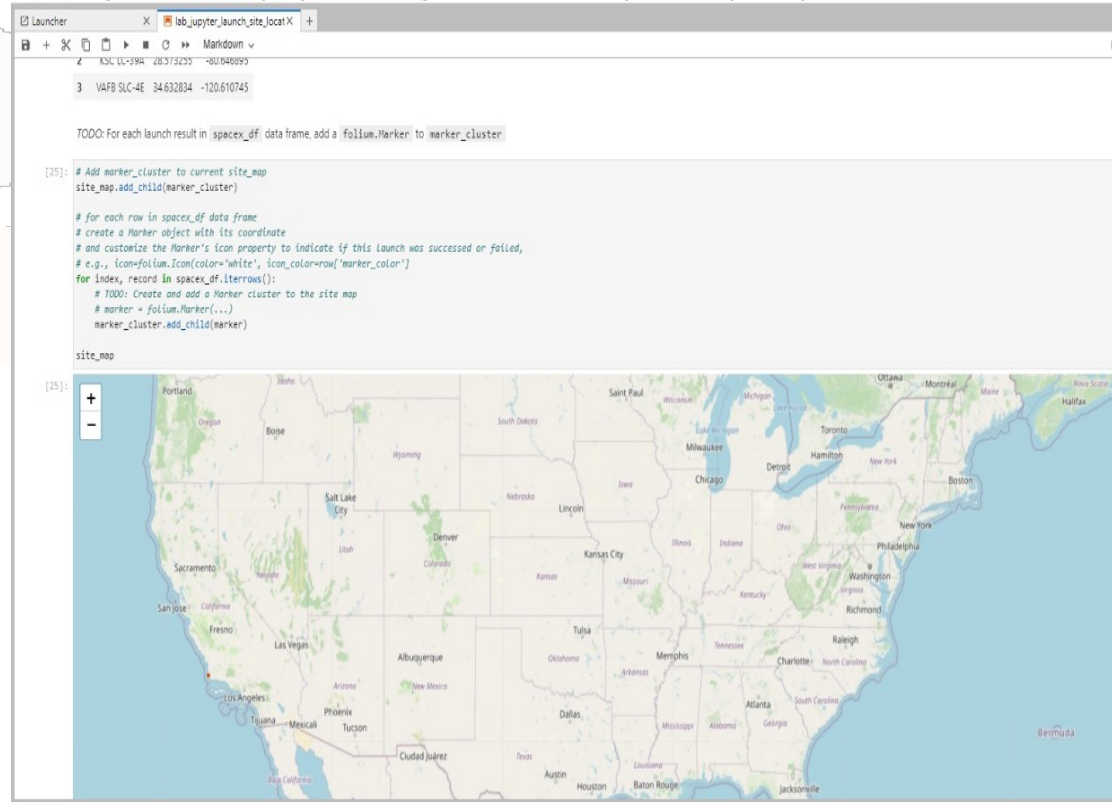 Launcher
lab_jupyter_launch_site_locat
Markdown
2 KSC LC-39A 28.573255 -80.646895
3 VAFB SLC-4E 34.632834 -120.610745
TODO: For each launch result in spacex_df data frame, add a folium.Marker to marker_cluster
[25]: # Add marker_cluster to current site_map
site_map.add_child(marker_cluster)
# for each row in spacex_df data frame
# create a Marker object with its coordinate
# and customize the Marker's icon property to indicate if this launch was successed or failed,
# e.g., icon=folium.Icon(color='white', icon_color=row['marker_color']
for index, record in spacex_df.iterrows():
# TODO: Create and add a Marker cluster to the site map
# marker = folium.Marker(...)
marker_cluster.add_child(marker)
site_map
[25]:
+
−
Portland
Idaho
Saint Paul
Ottawa
Montréal
Maine
Nova Scotia
Halifax
Oregon
Boise
South Dakota
Wisconsin
Michigan
Lake Huron
Toronto
Wyoming
Lake Michigan
Milwaukee
Hamilton
New York
Detroit
Chicago
Boston
Salt Lake
City
Nebraska
Iowa
Lincoln
Pennsylvania
New York
Denver
Utah
Ohio
Illinois
Indiana
Philadelphia
Sacramento
Nevada
Colorado
Kansas City
West Virginia
Washington
Kansas
Missouri
Kentucky
Virginia
San Jose
California
Richmond
Fresno
Las Vegas
Tulsa
Raleigh
Albuquerque
Oklahoma
Memphis
Tennessee
Charlotte
North Carolina
Arkansas
Los Angeles
Arizona
New Mexico
Atlanta
South Carolina
Tijuana
Mexicali
Phoenix
Tucson
Dallas
Mississippi
Alabama
Georgia
Bermuda
Ciudad Juárez
Texas
Louisiana
Baja California
Austin
Houston
Baton Rouge
Jacksonville